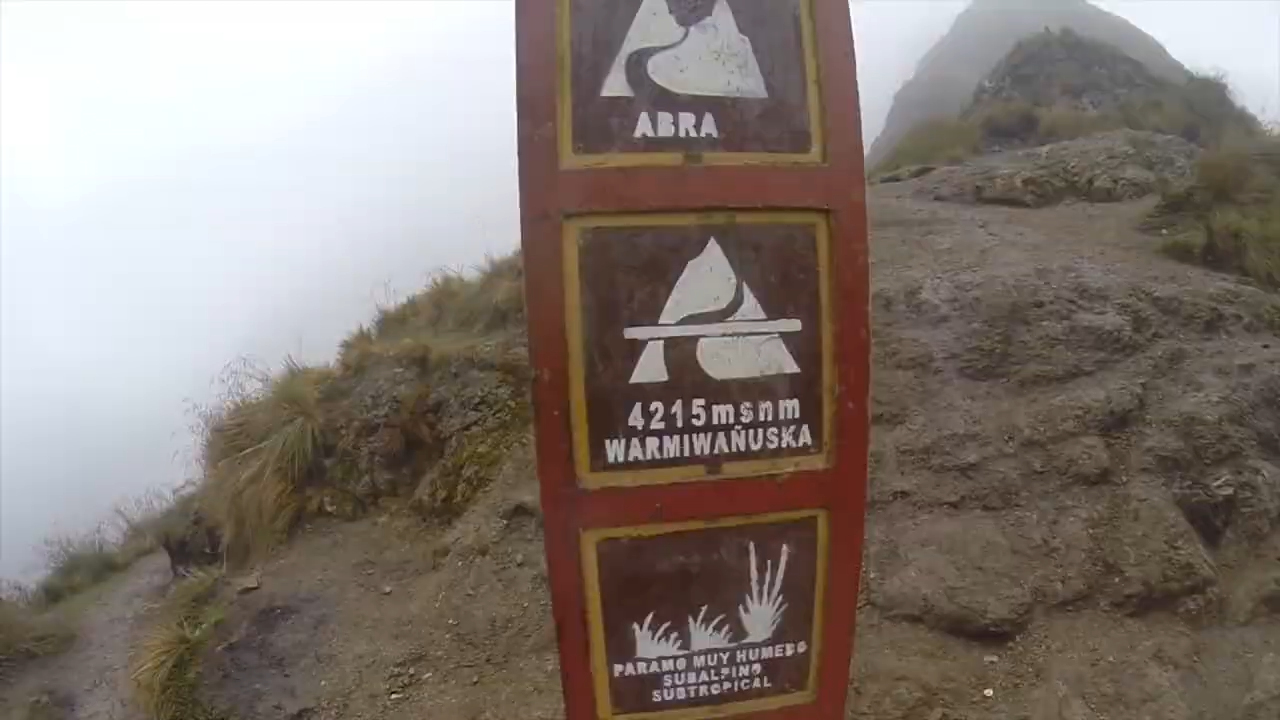 ABRA
4215msnm
WARMIWAÑUSKA
PARAMO MUY HUMEDO
SUBALPINO
SUBTROPICAL